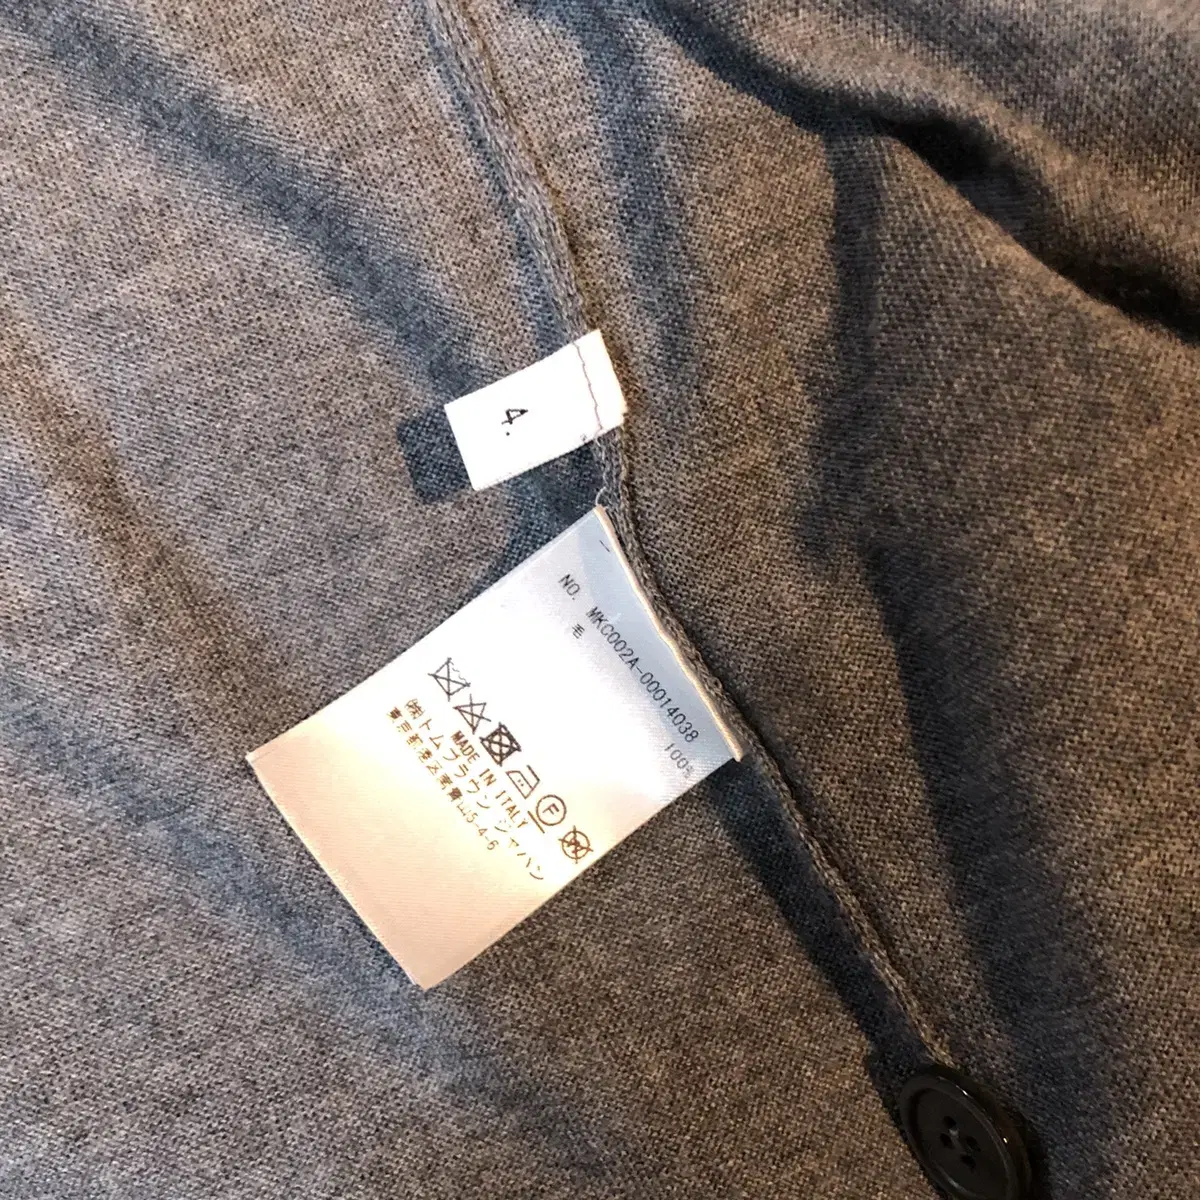 4.
NO. MKC002A-00014038
毛 100%
F
MADE IN ITALY
(株)トムブラウン ジャパン
東京都港区南青山5-4-6